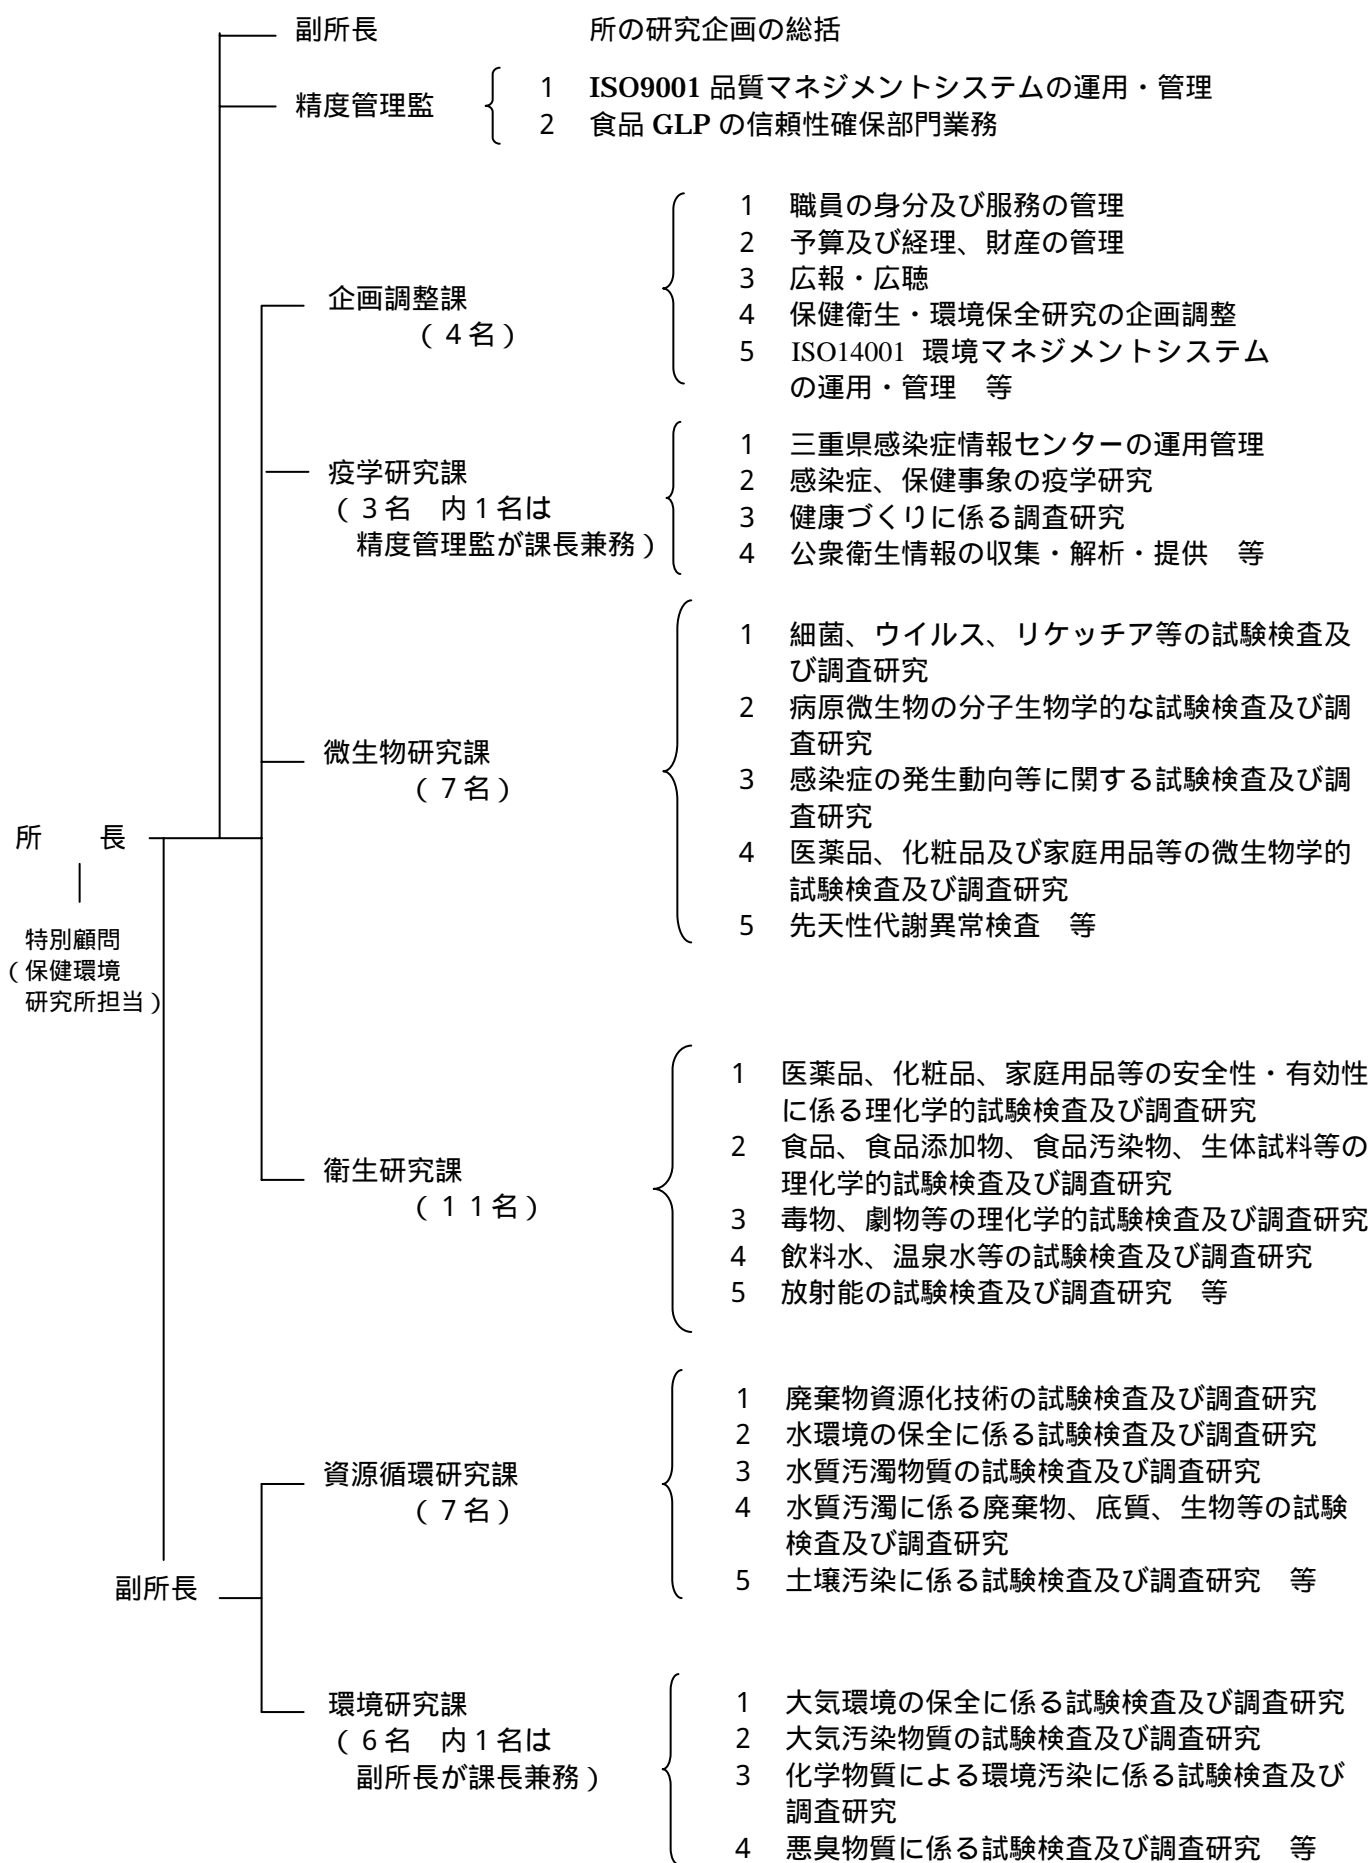 副所長　所の研究企画の総括
精度管理監
1 ISO9001 品質マネジメントシステムの運用・管理
2 食品 GLP の信頼性確保部門業務
企画調整課
（４名）
1 職員の身分及び服務の管理
2 予算及び経理、財産の管理
3 広報・広聴
4 保健衛生・環境保全研究の企画調整
5 ISO14001 環境マネジメントシステム
の運用・管理　等
疫学研究課
（３名　内１名は
精度管理監が課長兼務）
1 三重県感染症情報センターの運用管理
2 感染症、保健事象の疫学研究
3 健康づくりに係る調査研究
4 公衆衛生情報の収集・解析・提供　等
微生物研究課
（７名）
1 細菌、ウイルス、リケッチア等の試験検査及
び調査研究
2 病原微生物の分子生物学的な試験検査及び調
査研究
3 感染症の発生動向等に関する試験検査及び調
査研究
4 医薬品、化粧品及び家庭用品等の微生物学的
試験検査及び調査研究
5 先天性代謝異常検査　等
所　　長
特別顧問
（保健環境
研究所担当）
衛生研究課
（１１名）
1 医薬品、化粧品、家庭用品等の安全性・有効性
に係る理化学的試験検査及び調査研究
2 食品、食品添加物、食品汚染物、生体試料等の
理化学的試験検査及び調査研究
3 毒物、劇物等の理化学的試験検査及び調査研究
4 飲料水、温泉水等の試験検査及び調査研究
5 放射能の試験検査及び調査研究　等
資源循環研究課
（７名）
1 廃棄物資源化技術の試験検査及び調査研究
2 水環境の保全に係る試験検査及び調査研究
3 水質汚濁物質の試験検査及び調査研究
4 水質汚濁に係る廃棄物、底質、生物等の試験
検査及び調査研究
5 土壌汚染に係る試験検査及び調査研究　等
副所長
環境研究課
（６名　内１名は
副所長が課長兼務）
1 大気環境の保全に係る試験検査及び調査研究
2 大気汚染物質の試験検査及び調査研究
3 化学物質による環境汚染に係る試験検査及び
調査研究
4 悪臭物質に係る試験検査及び調査研究　等